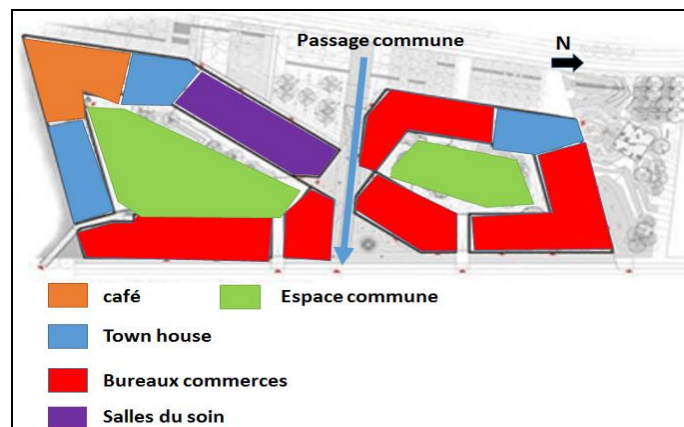 Passage commune
N
café
Espace commune
Town house
Bureaux commerces
Salles du soin